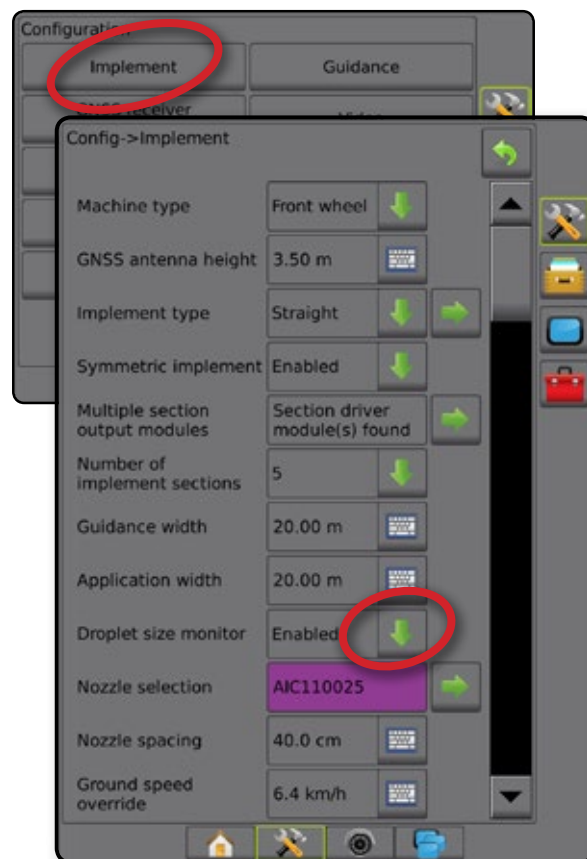 Configuration
Implement
Guidance
GNSS receiver
Video
Config->Implement
Machine type
Front wheel
GNSS antenna height
3.50 m
Implement type
Straight
Symmetric implement
Enabled
Multiple section
output modules
Section driver
module(s) found
Number of
implement sections
5
Guidance width
20.00 m
Application width
20.00 m
Droplet size monitor
Enabled
Nozzle selection
AIC110025
Nozzle spacing
40.0 cm
Ground speed
override
6.4 km/h